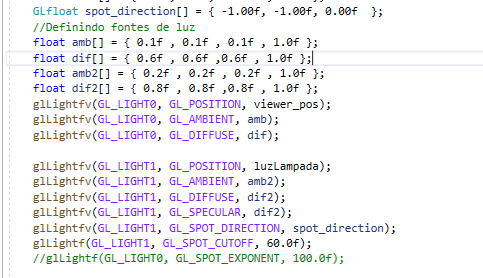 GLfloat spot_direction[] = { -1.00f, -1.00f, 0.00f  };
//Definindo fontes de luz
float amb[] = { 0.1f , 0.1f , 0.1f , 1.0f };
float dif[] = { 0.6f , 0.6f ,0.6f , 1.0f };
float amb2[] = { 0.2f , 0.2f , 0.2f , 1.0f };
float dif2[] = { 0.8f , 0.8f ,0.8f , 1.0f };
glLightfv(GL_LIGHT0, GL_POSITION, viewer_pos);
glLightfv(GL_LIGHT0, GL_AMBIENT, amb);
glLightfv(GL_LIGHT0, GL_DIFFUSE, dif);
glLightfv(GL_LIGHT1, GL_POSITION, luzLampada);
glLightfv(GL_LIGHT1, GL_AMBIENT, amb2);
glLightfv(GL_LIGHT1, GL_DIFFUSE, dif2);
glLightfv(GL_LIGHT1, GL_SPECULAR, dif2);
glLightfv(GL_LIGHT1, GL_SPOT_DIRECTION, spot_direction);
glLightf(GL_LIGHT1, GL_SPOT_CUTOFF, 60.0f);
//glLightf(GL_LIGHT0, GL_SPOT_EXPONENT, 100.0f);